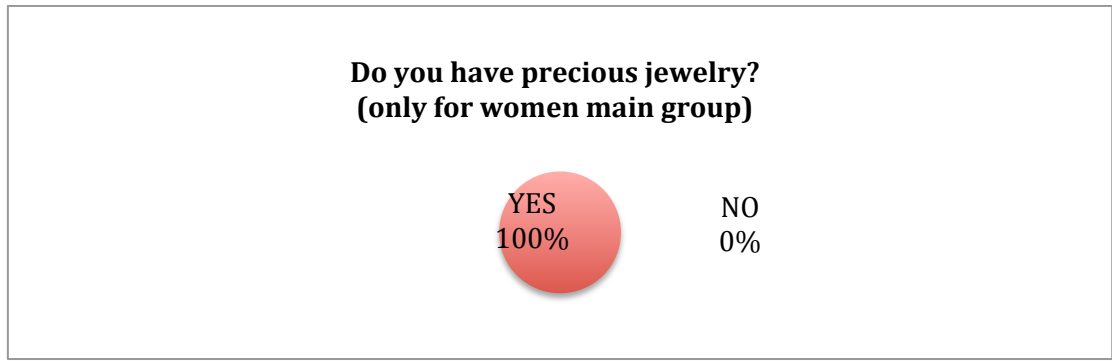 Do you have precious jewelry?
(only for women main group)
YES
100%
NO
0%